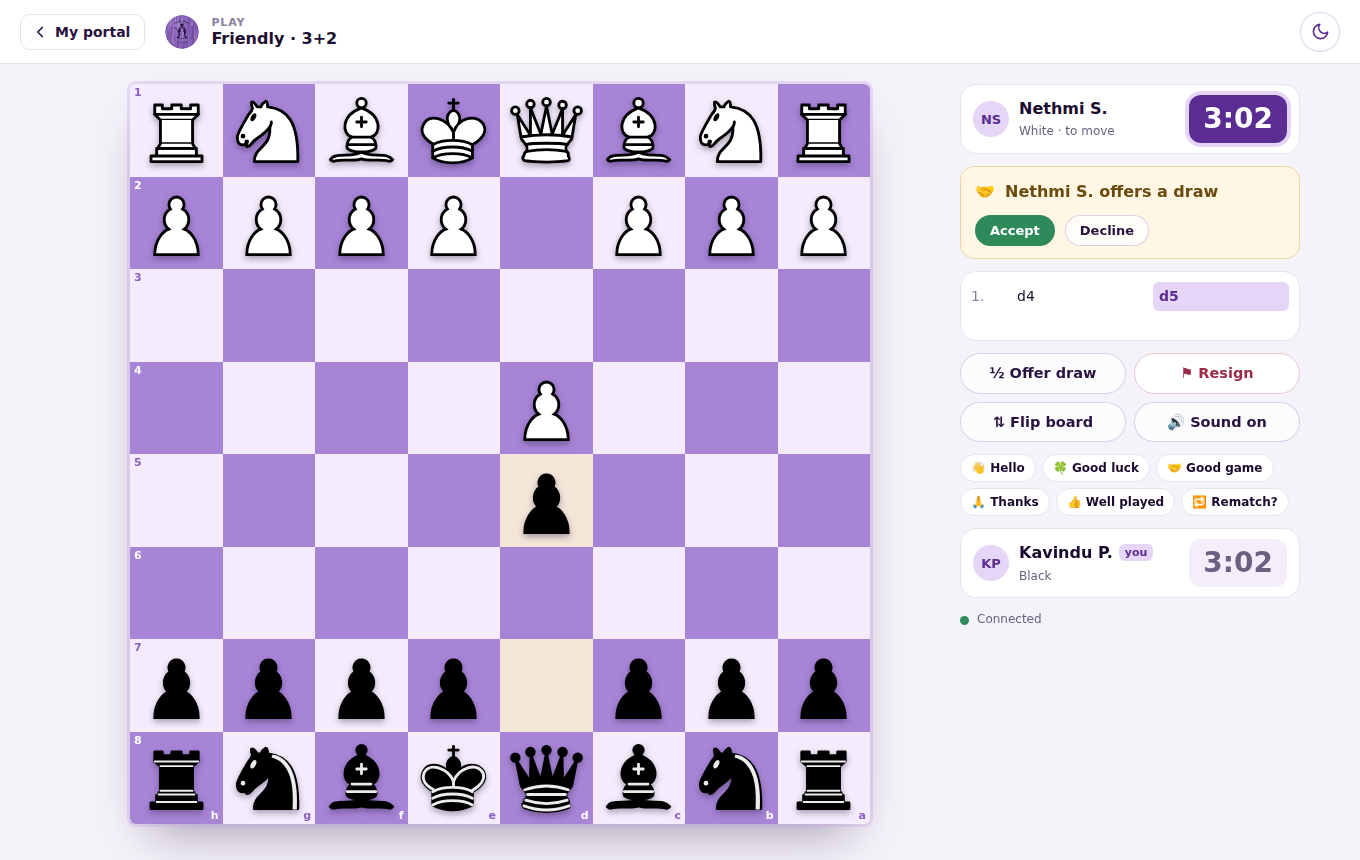 My portal
PLAY
Friendly · 3+2
1
2
3
4
5
6
7
8
h g f e d c b a
NS
Nethmi S.
White · to move
3:02
🤝 Nethmi S. offers a draw
Accept Decline
1. d4 d5
½ Offer draw ⚑ Resign
⇅ Flip board 🔊 Sound on
👋 Hello 🍀 Good luck 🤝 Good game
🙏 Thanks 👍 Well played 🔁 Rematch?
KP
Kavindu P. you
Black
3:02
Connected